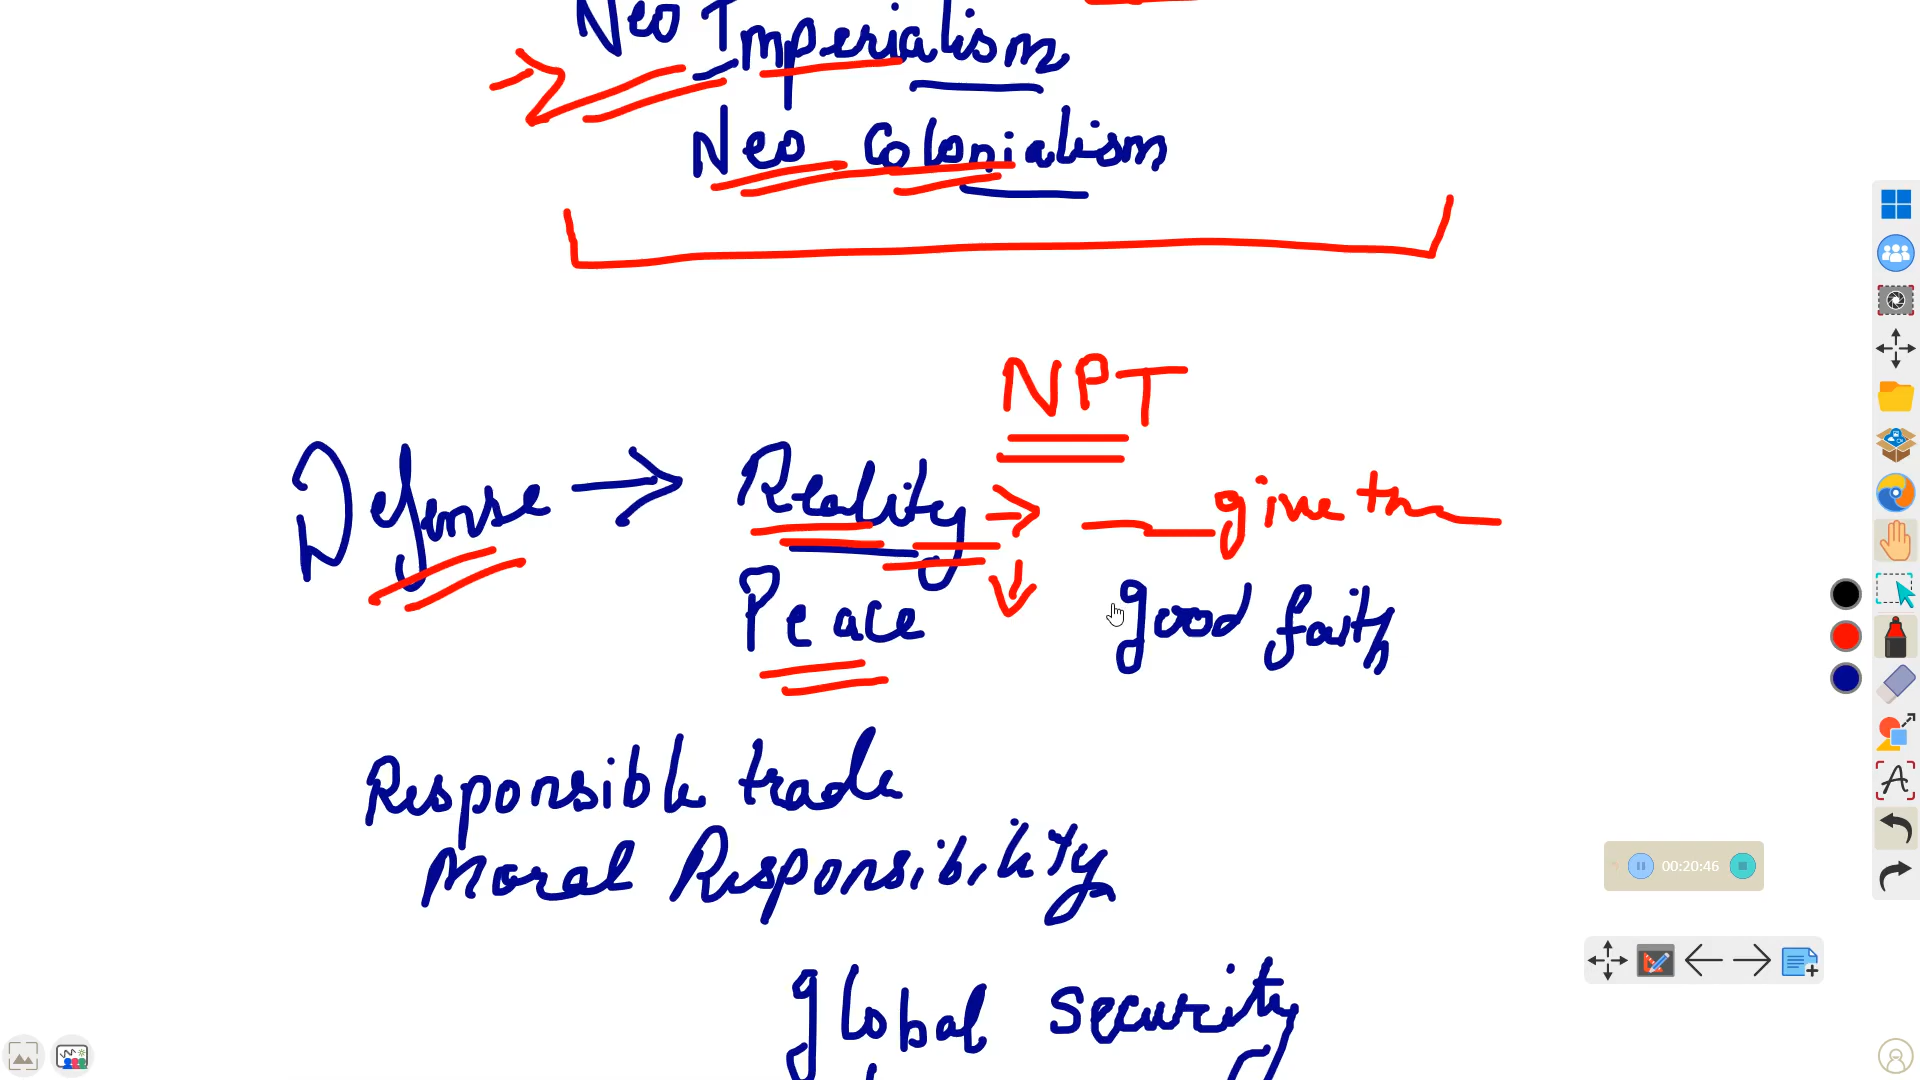 Neo Imperialism
Neo Colonialism
NPT
Defense → Reality → give the
Peace good faith
Responsible trade
Moral Responsibility
global security
00:20:46